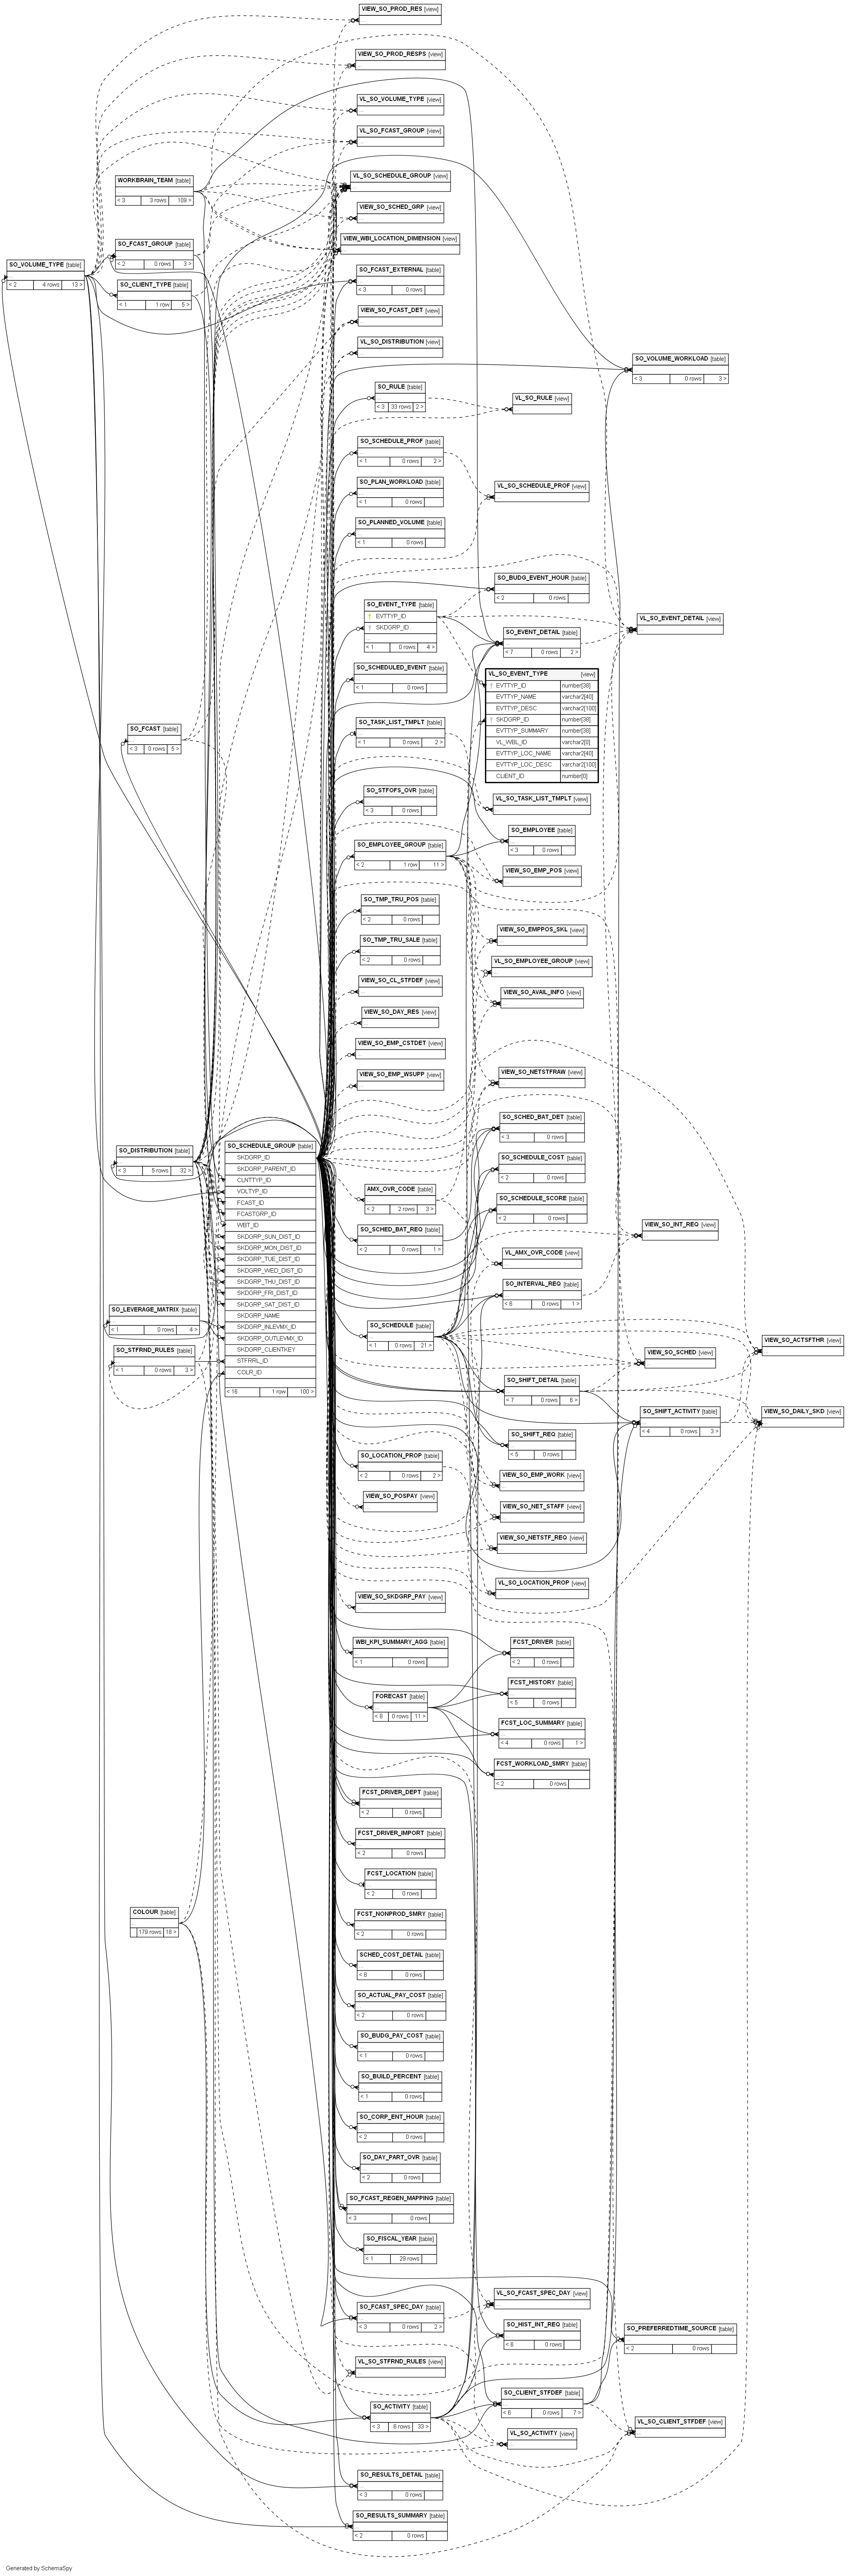 VIEW_SO_PROD_RES [view]
...
VIEW_SO_PROD_RESPS [view]
...
VL_SO_VOLUME_TYPE [view]
...
VL_SO_FCAST_GROUP [view]
...
WORKBRAIN_TEAM [table]
...
< 3 3 rows 109 >
VL_SO_SCHEDULE_GROUP [view]
...
VIEW_SO_SCHED_GRP [view]
...
VIEW_WBI_LOCATION_DIMENSION [view]
...
SO_FCAST_GROUP [table]
...
< 2 0 rows 3 >
SO_VOLUME_TYPE [table]
...
< 2 4 rows 13 >
SO_CLIENT_TYPE [table]
...
< 1 1 row 5 >
SO_FCAST_EXTERNAL [table]
...
< 3 0 rows
VIEW_SO_FCAST_DET [view]
...
VL_SO_DISTRIBUTION [view]
...
SO_VOLUME_WORKLOAD [table]
...
< 3 0 rows 3 >
SO_RULE [table]
...
< 3 33 rows 2 >
VL_SO_RULE [view]
...
SO_SCHEDULE_PROF [table]
...
< 1 0 rows 2 >
SO_PLAN_WORKLOAD [table]
...
< 1 0 rows
VL_SO_SCHEDULE_PROF [view]
...
SO_PLANNED_VOLUME [table]
...
< 1 0 rows
SO_BUDG_EVENT_HOUR [table]
...
< 2 0 rows
SO_EVENT_TYPE [table]
EVTTYP_ID
SKDGRP_ID
...
< 1 0 rows 4 >
VL_SO_EVENT_DETAIL [view]
...
SO_EVENT_DETAIL [table]
...
< 7 0 rows 2 >
SO_SCHEDULED_EVENT [table]
...
< 1 0 rows
VL_SO_EVENT_TYPE [view]
EVTTYP_ID number[38]
EVTTYP_NAME varchar2[40]
EVTTYP_DESC varchar2[100]
SKDGRP_ID number[38]
EVTTYP_SUMMARY number[38]
VL_WBL_ID varchar2[0]
EVTTYP_LOC_NAME varchar2[40]
EVTTYP_LOC_DESC varchar2[100]
CLIENT_ID number[0]
SO_TASK_LIST_TMPLT [table]
...
< 1 0 rows 2 >
SO_FCAST [table]
...
< 3 0 rows 5 >
SO_STFOFS_OVR [table]
...
< 3 0 rows
VL_SO_TASK_LIST_TMPLT [view]
...
SO_EMPLOYEE [table]
...
< 3 0 rows
SO_EMPLOYEE_GROUP [table]
...
< 2 1 row 11 >
VIEW_SO_EMP_POS [view]
...
SO_TMP_TRU_POS [table]
...
< 2 0 rows
VIEW_SO_EMPPOS_SKL [view]
...
SO_TMP_TRU_SALE [table]
...
< 2 0 rows
VL_SO_EMPLOYEE_GROUP [view]
...
VIEW_SO_CL_STFDEF [view]
...
VIEW_SO_AVAIL_INFO [view]
...
VIEW_SO_DAY_RES [view]
...
VIEW_SO_EMP_CSTDET [view]
...
VIEW_SO_EMP_WSUPP [view]
...
VIEW_SO_NETSTFRAW [view]
...
SO_SCHED_BAT_DET [table]
...
< 3 0 rows
SO_DISTRIBUTION [table]
...
< 3 5 rows 32 >
SO_SCHEDULE_GROUP [table]
SKDGRP_ID
SKDGRP_PARENT_ID
CLNTTYP_ID
VOLTYP_ID
FCAST_ID
FCASTGRP_ID
WBT_ID
SKDGRP_SUN_DIST_ID
SKDGRP_MON_DIST_ID
SKDGRP_TUE_DIST_ID
SKDGRP_WED_DIST_ID
SKDGRP_THU_DIST_ID
SKDGRP_FRI_DIST_ID
SKDGRP_SAT_DIST_ID
SKDGRP_NAME
SKDGRP_INLEVMX_ID
SKDGRP_OUTLEVMX_ID
SKDGRP_CLIENTKEY
STFRRL_ID
COLR_ID
...
< 16 1 row 100 >
SO_SCHEDULE_COST [table]
...
< 2 0 rows
AMX_OVR_CODE [table]
...
< 2 2 rows 3 >
SO_SCHEDULE_SCORE [table]
...
< 2 0 rows
SO_SCHED_BAT_REQ [table]
...
< 2 0 rows 1 >
VIEW_SO_INT_REQ [view]
...
VL_AMX_OVR_CODE [view]
...
SO_INTERVAL_REQ [table]
...
< 6 0 rows 1 >
SO_LEVERAGE_MATRIX [table]
...
< 1 0 rows 4 >
SO_SCHEDULE [table]
...
< 1 0 rows 21 >
VIEW_SO_ACTSFTHR [view]
...
SO_STFRND_RULES [table]
...
< 1 0 rows 3 >
VIEW_SO_SCHED [view]
...
SO_SHIFT_DETAIL [table]
...
< 7 0 rows 6 >
SO_SHIFT_ACTIVITY [table]
...
< 4 0 rows 3 >
VIEW_SO_DAILY_SKD [view]
...
SO_SHIFT_REQ [table]
...
< 5 0 rows
SO_LOCATION_PROP [table]
...
< 2 0 rows 2 >
VIEW_SO_EMP_WORK [view]
...
VIEW_SO_POSPAY [view]
...
VIEW_SO_NET_STAFF [view]
...
VIEW_SO_NETSTF_REQ [view]
...
VL_SO_LOCATION_PROP [view]
...
VIEW_SO_SKDGRP_PAY [view]
...
WBI_KPI_SUMMARY_AGG [table]
...
< 1 0 rows
FCST_DRIVER [table]
...
< 2 0 rows
FCST_HISTORY [table]
...
< 5 0 rows
FORECAST [table]
...
< 8 0 rows 11 >
FCST_LOC_SUMMARY [table]
...
< 4 0 rows 1 >
FCST_WORKLOAD_SMRY [table]
...
< 2 0 rows
FCST_DRIVER_DEPT [table]
...
< 2 0 rows
FCST_DRIVER_IMPORT [table]
...
< 2 0 rows
FCST_LOCATION [table]
...
< 2 0 rows
COLOUR [table]
...
179 rows 18 >
FCST_NONPROD_SMRY [table]
...
< 2 0 rows
SCHED_COST_DETAIL [table]
...
< 8 0 rows
SO_ACTUAL_PAY_COST [table]
...
< 2 0 rows
SO_BUDG_PAY_COST [table]
...
< 1 0 rows
SO_BUILD_PERCENT [table]
...
< 1 0 rows
SO_CORP_ENT_HOUR [table]
...
< 2 0 rows
SO_DAY_PART_OVR [table]
...
< 2 0 rows
SO_FCAST_REGEN_MAPPING [table]
...
< 3 0 rows
SO_FISCAL_YEAR [table]
...
< 1 29 rows
VL_SO_FCAST_SPEC_DAY [view]
...
SO_FCAST_SPEC_DAY [table]
...
< 3 0 rows 2 >
SO_HIST_INT_REQ [table]
...
< 6 0 rows
SO_PREFERREDTIME_SOURCE [table]
...
< 2 0 rows
VL_SO_STFRND_RULES [view]
...
SO_CLIENT_STFDEF [table]
...
< 6 0 rows 7 >
SO_ACTIVITY [table]
...
< 3 6 rows 33 >
VL_SO_CLIENT_STFDEF [view]
...
VL_SO_ACTIVITY [view]
...
SO_RESULTS_DETAIL [table]
...
< 3 0 rows
SO_RESULTS_SUMMARY [table]
...
< 2 0 rows
Generated by SchemaSpy